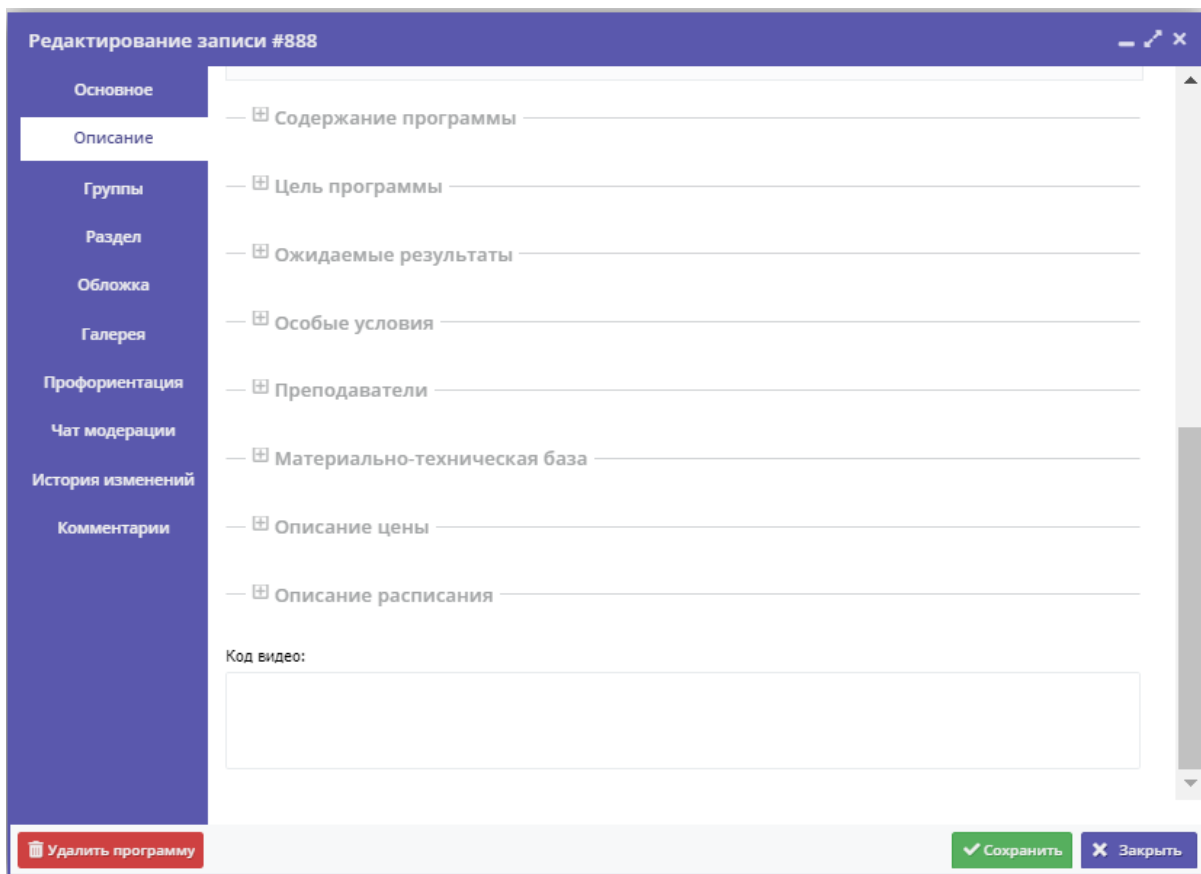 Редактирование записи #888
Основное
Описание
Группы
Раздел
Обложка
Галерея
Профориентация
Чат модерации
История изменений
Комментарии
Содержание программы
Цель программы
Ожидаемые результаты
Особые условия
Преподаватели
Материально-техническая база
Описание цены
Описание расписания
Код видео:
Удалить программу
Сохранить
Закрыть